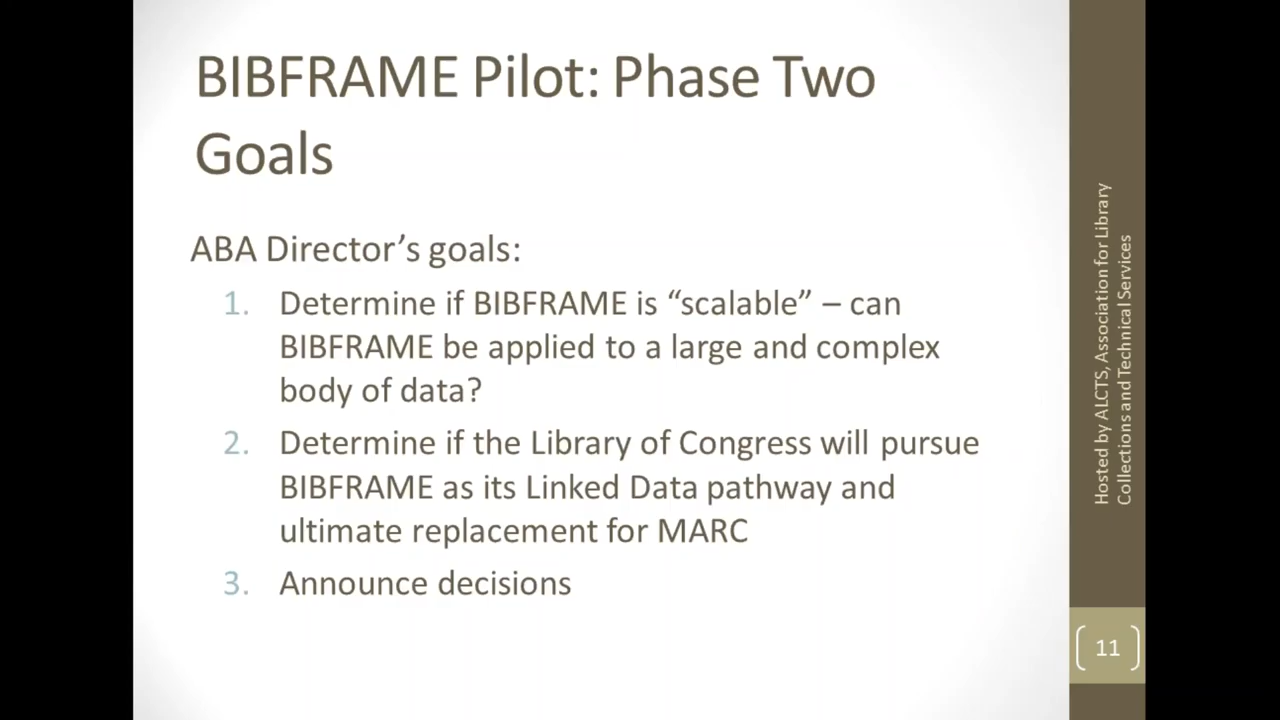 BIBFRAME Pilot: Phase Two
Goals
ABA Director’s goals:
1. Determine if BIBFRAME is “scalable” – can
BIBFRAME be applied to a large and complex
body of data?
2. Determine if the Library of Congress will pursue
BIBFRAME as its Linked Data pathway and
ultimate replacement for MARC
3. Announce decisions
Hosted by ALCTS, Association for Library
Collections and Technical Services
11